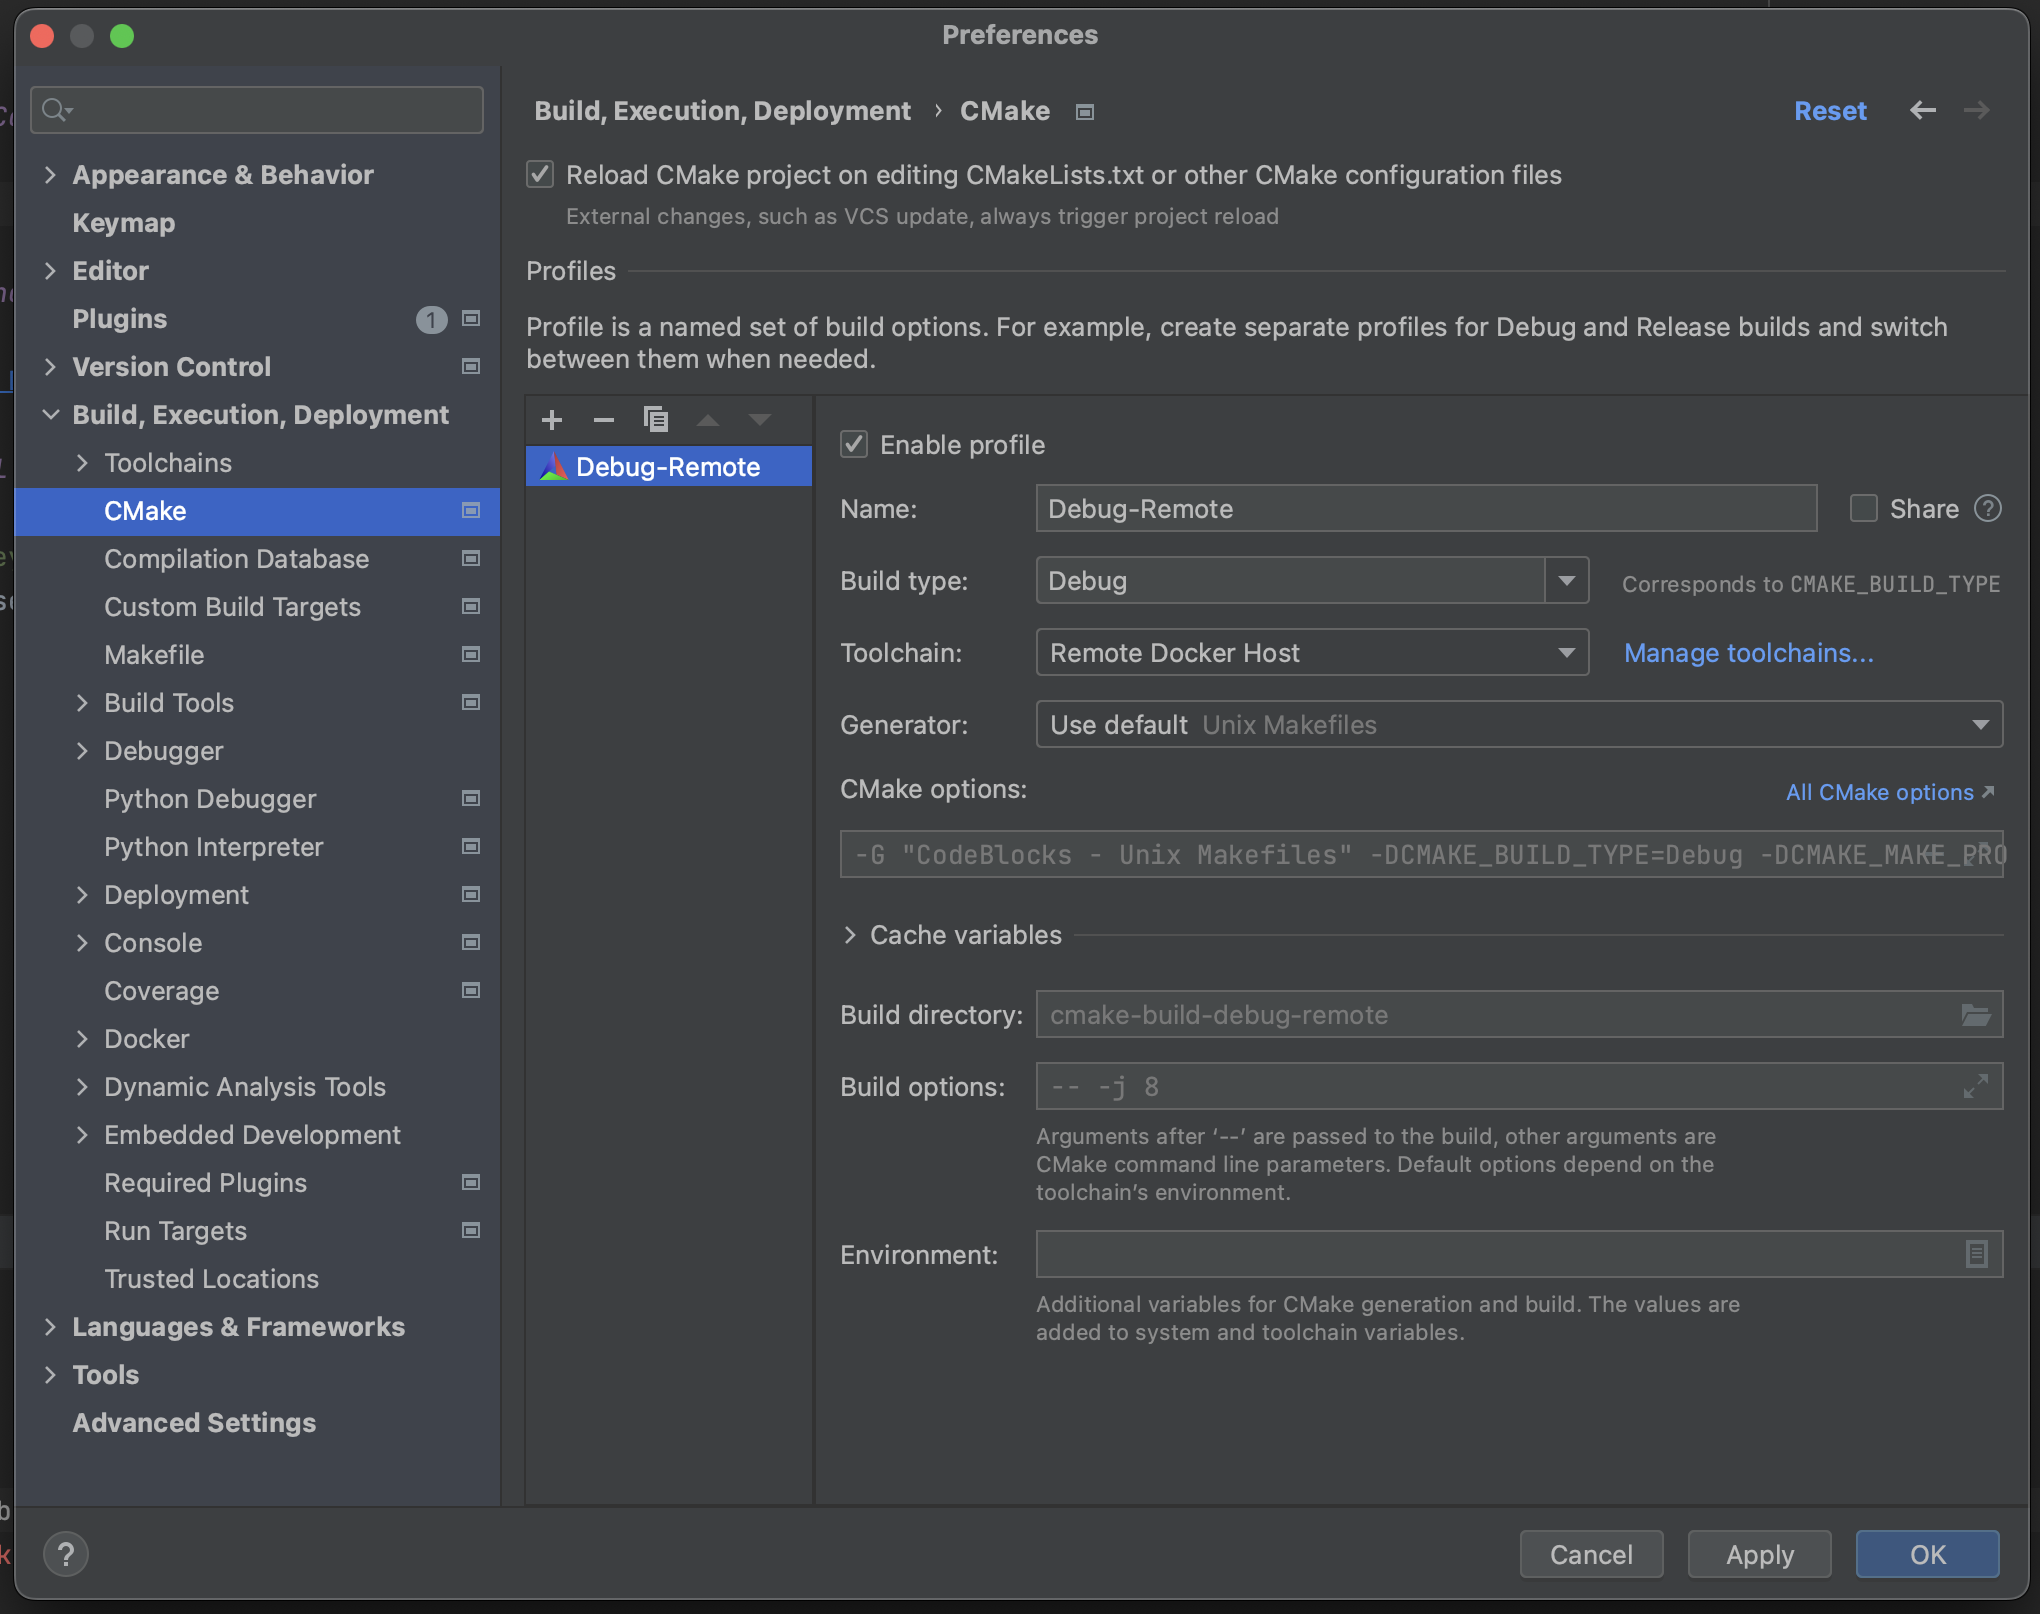 Preferences
Build, Execution, Deployment › CMake
Reset
Reload CMake project on editing CMakeLists.txt or other CMake configuration files
External changes, such as VCS update, always trigger project reload
Profiles
Profile is a named set of build options. For example, create separate profiles for Debug and Release builds and switch
between them when needed.
Appearance & Behavior
Keymap
Editor
Plugins 1
Version Control
Build, Execution, Deployment
Toolchains
CMake
Compilation Database
Custom Build Targets
Makefile
Build Tools
Debugger
Python Debugger
Python Interpreter
Deployment
Console
Coverage
Docker
Dynamic Analysis Tools
Embedded Development
Required Plugins
Run Targets
Trusted Locations
Languages & Frameworks
Tools
Advanced Settings
Debug-Remote
Enable profile
Name: Debug-Remote Share ?
Build type: Debug Corresponds to CMAKE_BUILD_TYPE
Toolchain: Remote Docker Host Manage toolchains...
Generator: Use default Unix Makefiles
CMake options: All CMake options
-G "CodeBlocks - Unix Makefiles" -DCMAKE_BUILD_TYPE=Debug -DCMAKE_MAKE_PRO
Cache variables
Build directory: cmake-build-debug-remote
Build options: -- -j 8
Arguments after ‘--’ are passed to the build, other arguments are
CMake command line parameters. Default options depend on the
toolchain’s environment.
Environment:
Additional variables for CMake generation and build. The values are
added to system and toolchain variables.
?
Cancel
Apply
OK